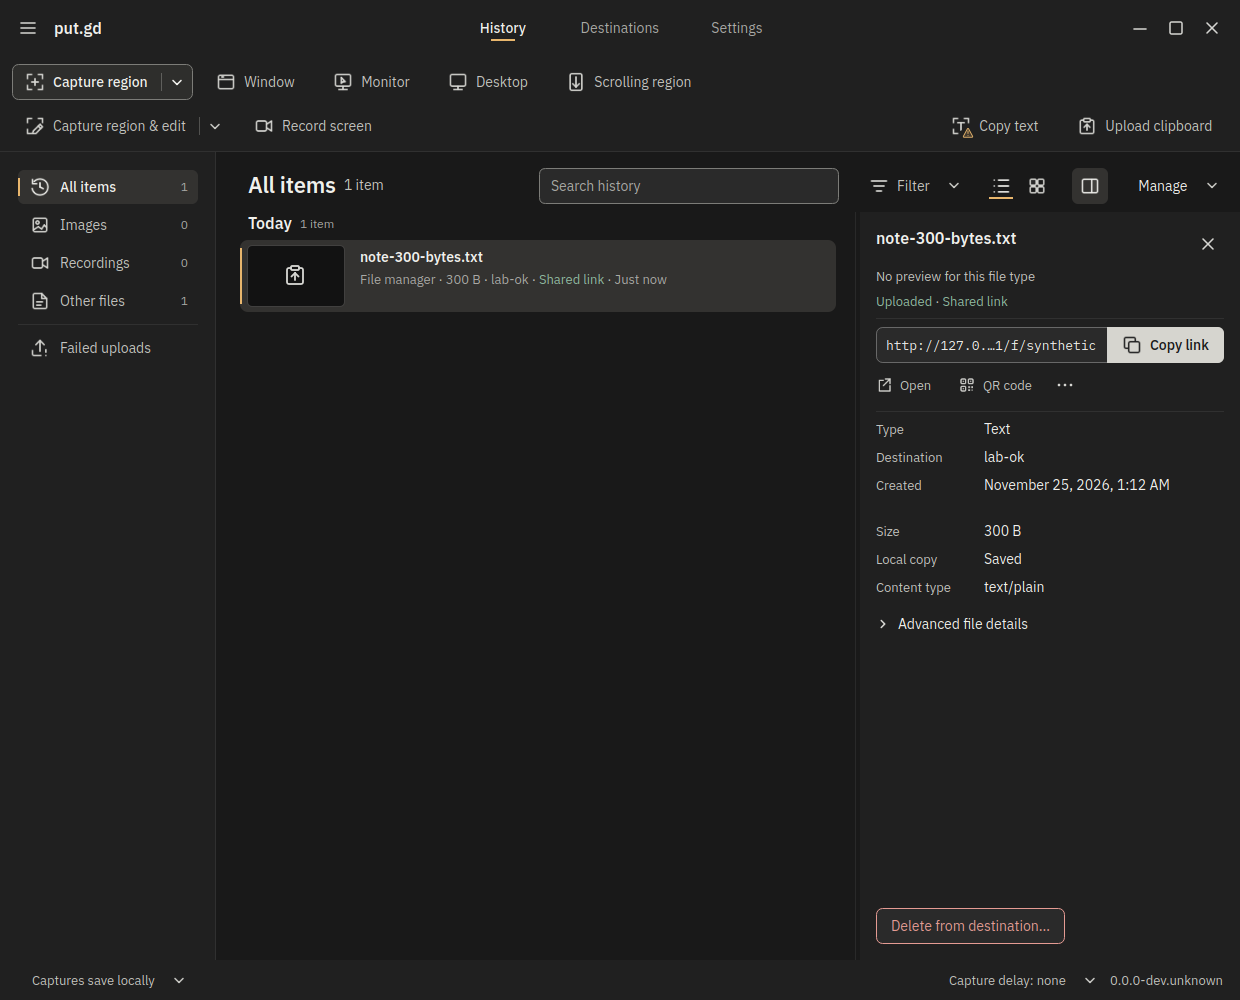 put.gd
History
Destinations
Settings
Capture region
Window
Monitor
Desktop
Scrolling region
Capture region & edit
Record screen
Copy text
Upload clipboard
All items 1
Images 0
Recordings 0
Other files 1
Failed uploads
All items 1 item
Search history
Filter
Manage
Today 1 item
note-300-bytes.txt
File manager · 300 B · lab-ok · Shared link · Just now
note-300-bytes.txt
No preview for this file type
Uploaded · Shared link
http://127.0.…1/f/synthetic
Copy link
Open
QR code
Type Text
Destination lab-ok
Created November 25, 2026, 1:12 AM
Size 300 B
Local copy Saved
Content type text/plain
Advanced file details
Delete from destination...
Captures save locally
Capture delay: none
0.0.0-dev.unknown